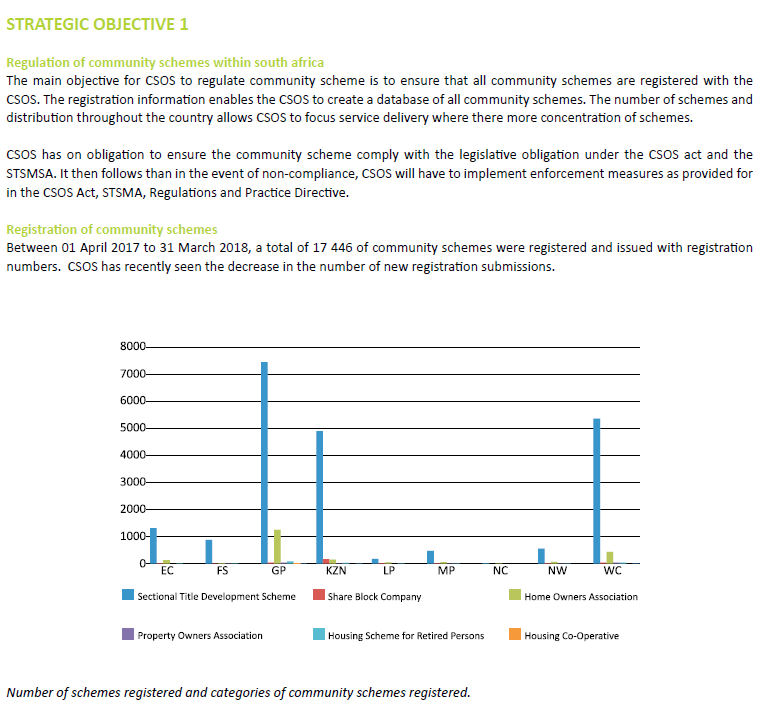 STRATEGIC OBJECTIVE 1
Regulation of community schemes within south africa
The main objective for CSOS to regulate community scheme is to ensure that all community schemes are registered with the
CSOS. The registration information enables the CSOS to create a database of all community schemes. The number of schemes and
distribution throughout the country allows CSOS to focus service delivery where there more concentration of schemes.
CSOS has on obligation to ensure the community scheme comply with the legislative obligation under the CSOS act and the
STSMSA. It then follows than in the event of non-compliance, CSOS will have to implement enforcement measures as provided for
in the CSOS Act, STSMA, Regulations and Practice Directive.
Registration of community schemes
Between 01 April 2017 to 31 March 2018, a total of 17 446 of community schemes were registered and issued with registration
numbers. CSOS has recently seen the decrease in the number of new registration submissions.
8000
7000
6000
5000
4000
3000
2000
1000
0
EC FS GP KZN LP MP NC NW WC
Sectional Title Development Scheme Share Block Company Home Owners Association
Property Owners Association Housing Scheme for Retired Persons Housing Co-Operative
Number of schemes registered and categories of community schemes registered.